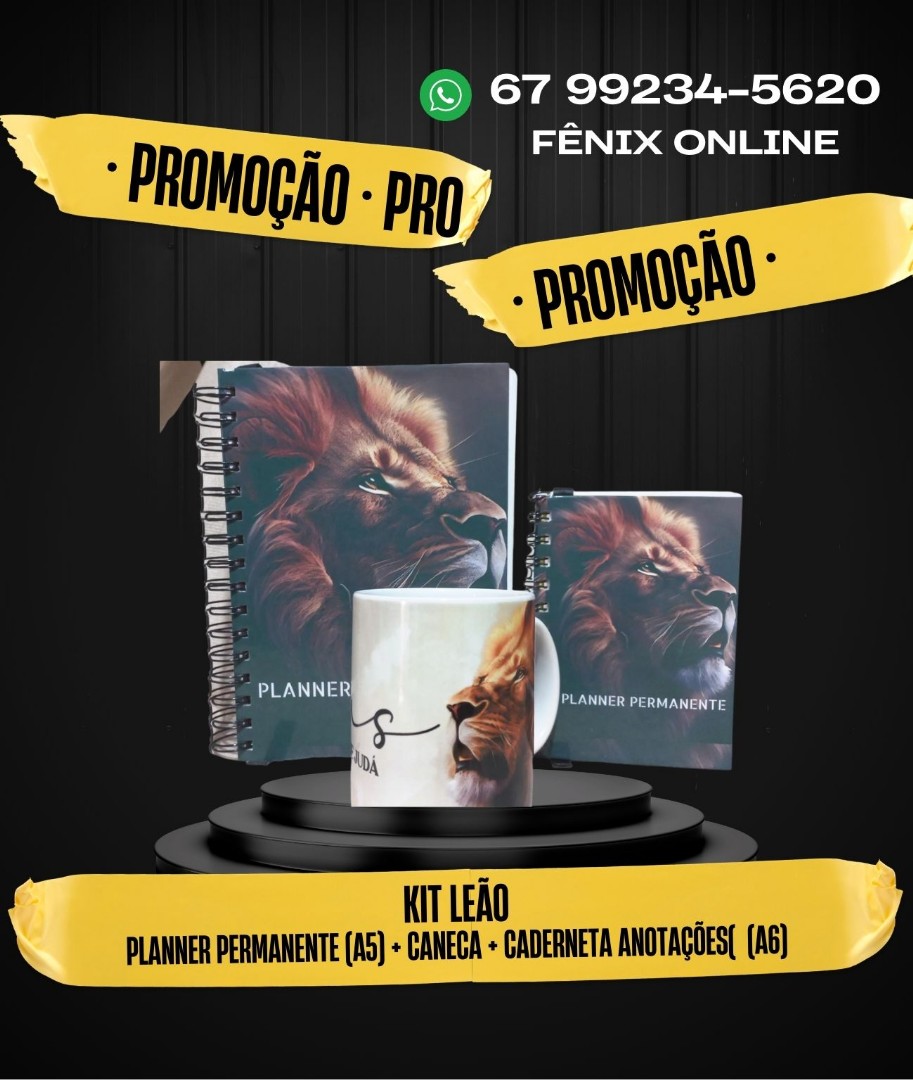 67 99234-5620
FÊNIX ONLINE
· PROMOÇÃO · PRO
· PROMOÇÃO ·
PLANNER
PLANNER PERMANENTE
JUDÁ
KIT LEÃO
PLANNER PERMANENTE (A5) + CANECA + CADERNETA ANOTAÇÕES( (A6)